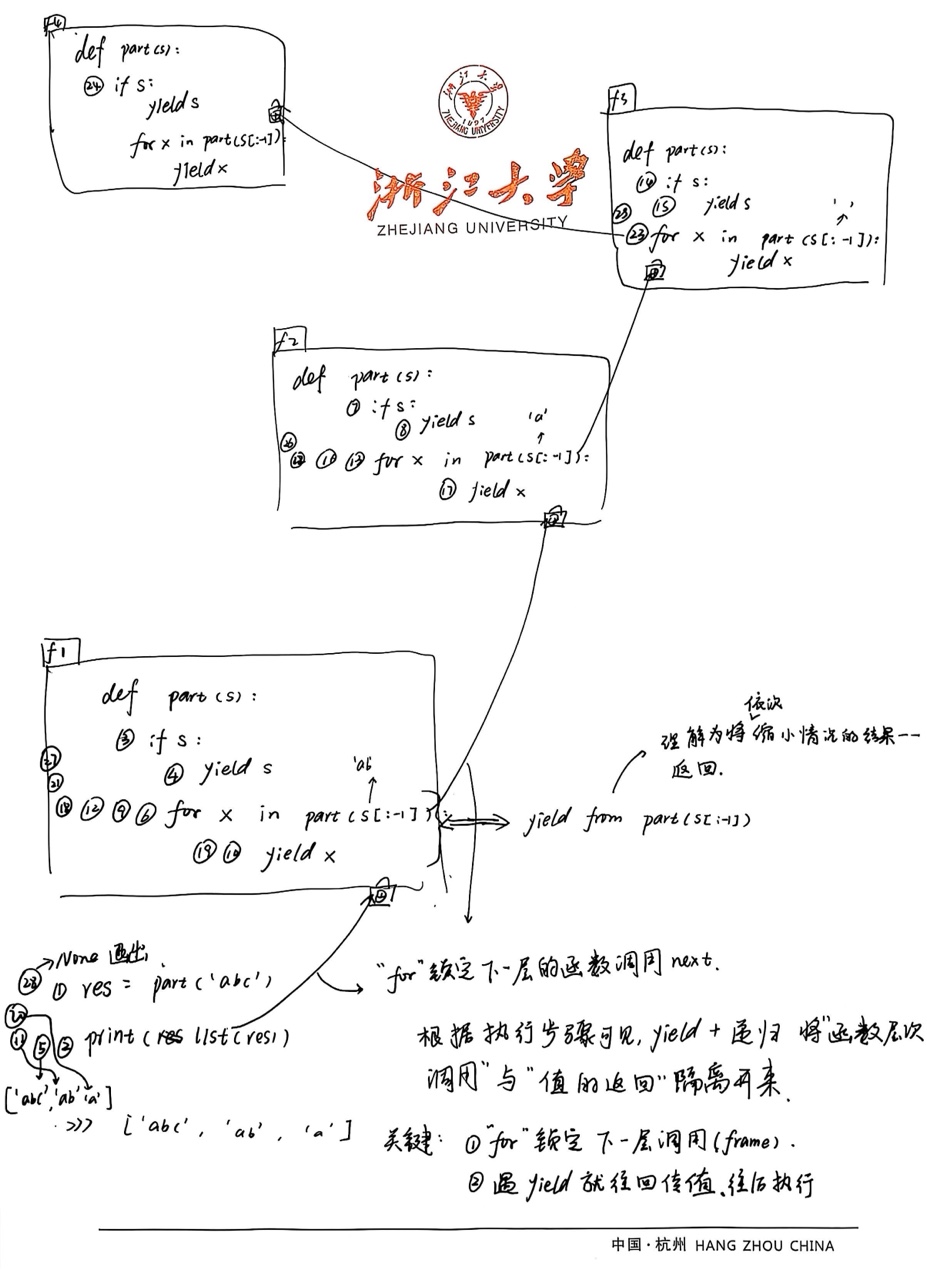 f4
def part(s):
㉔ if s:
yield s
for x in part(s[:-1]):
yield x
浙江大学
1897
ZHEJIANG UNIVERSITY
浙江大学
ZHEJIANG UNIVERSITY
f3
def part(s):
⑭ if s:
㉕ ⑮ yield s
' '
㉓ for x in part(s[:-1]):
yield x
f2
def part(s):
⑦ if s:
⑧ yield s
'a'
㉖
㉒ ⑯ ⑬ for x in part(s[:-1]):
⑰ yield x
f1
def part(s):
③ if s:
④ yield s
'ab'
㉗
㉑
⑱ ⑫ ⑨ ⑥ for x in part(s[:-1]):
⑲ ⑩ yield x
依次
理解为将缩小情况的结果一一
返回.
yield from part(s[:-1])
None 退出.
㉘ ① res = part('abc')
"for"锁定下一层的函数调用 next.
⑳
⑪ ⑤ ② print(res list(res))
['abc', 'ab' 'a']
>>> ['abc', 'ab', 'a']
根据执行步骤可见, yield + 递归 将"函数层次
调用"与"值的返回"隔离开来.
关键: ① "for"锁定下一层调用(frame).
② 遇 yield 就往回传值、往后执行
中国·杭州 HANG ZHOU CHINA